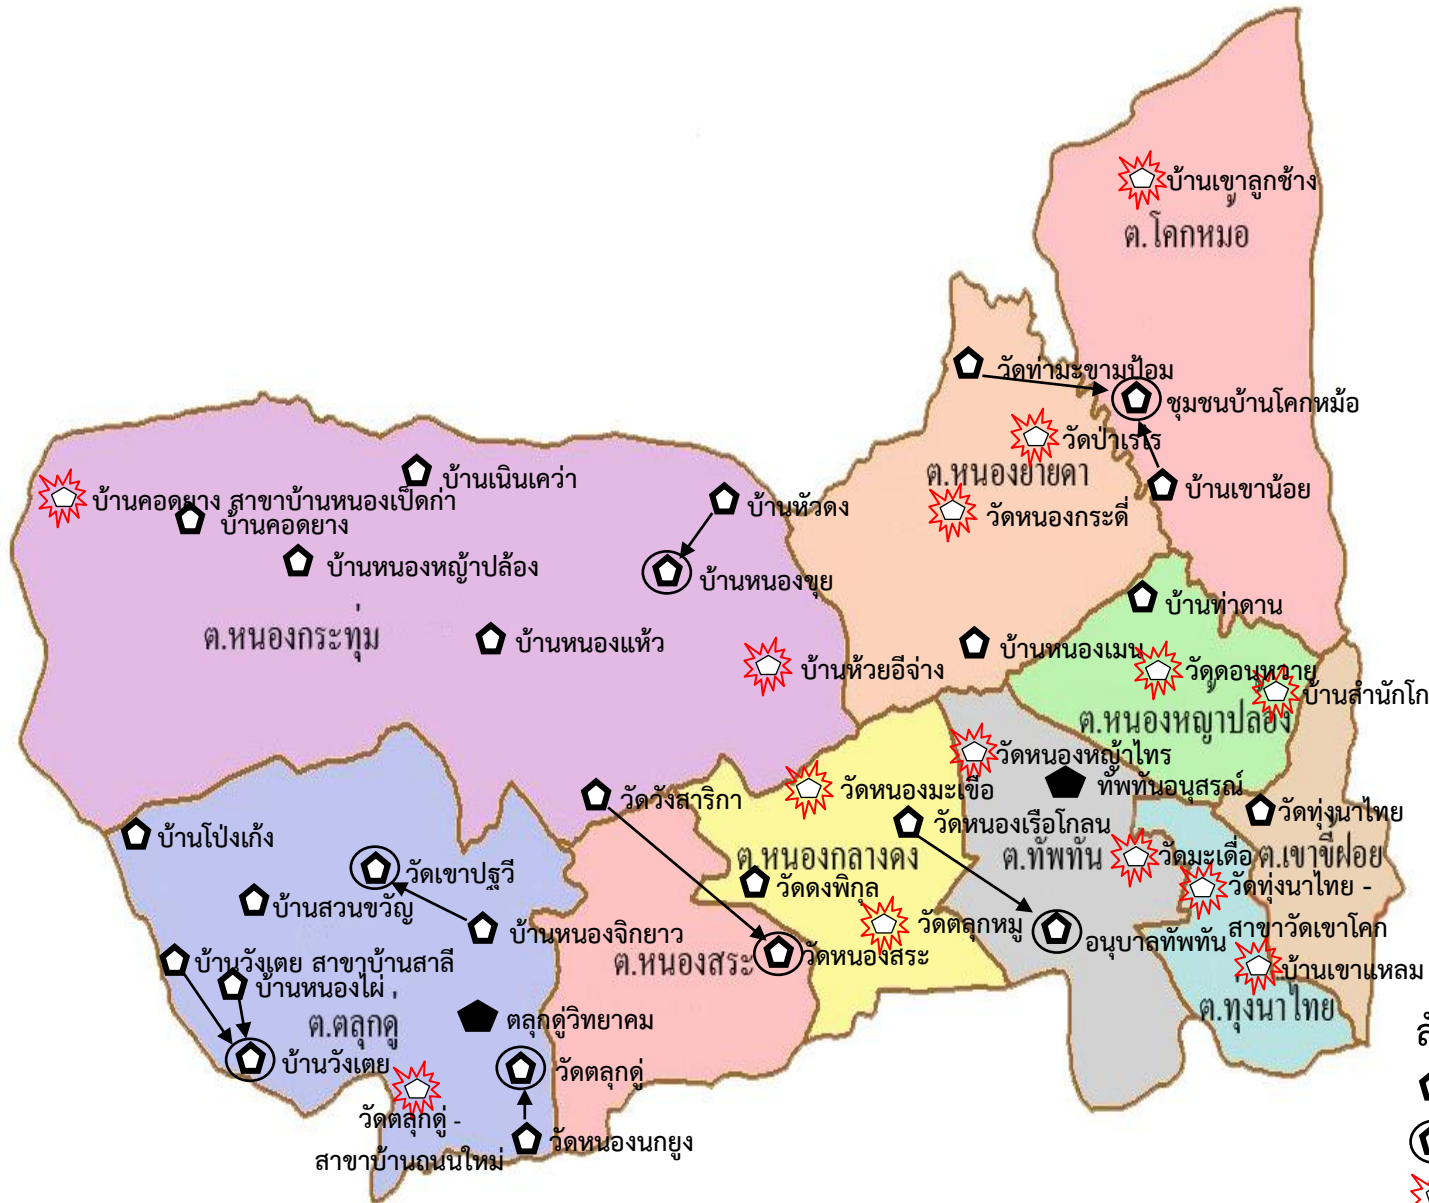 บ้านเขาลูกช้าง
ต.โคกหม้อ
วัดท่ามะขามป้อม
ชุมชนบ้านโคกหม้อ
วัดป่าเรไร
ต.หนองยายดา
บ้านเนินเคว่า
บ้านเขาน้อย
บ้านคอดยาง สาขาบ้านหนองเป็ดก่า
บ้านหัวดง
บ้านคอดยาง
วัดหนองกระดี่
บ้านหนองหญ้าปล้อง
บ้านหนองขุย
บ้านท่าดาน
ต.หนองกระทุ่ม
บ้านหนองแห้ว
บ้านหนองเมน
บ้านห้วยอีจ่าง
วัดดอนหวาย
บ้านสำนักโก
ต.หนองหญ้าปล้อง
วัดหนองหญ้าไทร
ทัพทันอนุสรณ์
วัดหนองมะเขือ
วัดวังสาริกา
วัดทุ่งนาไทย
วัดหนองเรือโกลน
บ้านโป่งเก้ง
ต.หนองกลางดง
ต.ทัพทัน
วัดมะเดื่อ
ต.เขาขี้ฝอย
วัดเขาปฐวี
วัดดงพิกุล
วัดทุ่งนาไทย -
สาขาวัดเขาโคก
บ้านสวนขวัญ
วัดตลุกหมู
บ้านหนองจิกยาว
อนุบาลทัพทัน
วัดหนองสระ
ต.หนองสระ
บ้านวังเตย สาขาบ้านสาลี
บ้านเขาแหลม
บ้านหนองไผ่
ต.ทุ่งนาไทย
ต.ตลุกดู่
ตลุกดู่วิทยาคม
บ้านวังเตย
วัดตลุกดู่
วัดตลุกดู่ -
สาขาบ้านถนนใหม่
วัดหนองนกยูง